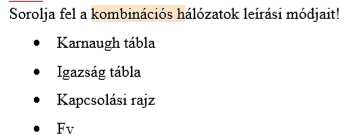 Sorolja fel a kombinációs hálózatok leírási módjait!
• Karnaugh tábla
• Igazság tábla
• Kapcsolási rajz
• Fv